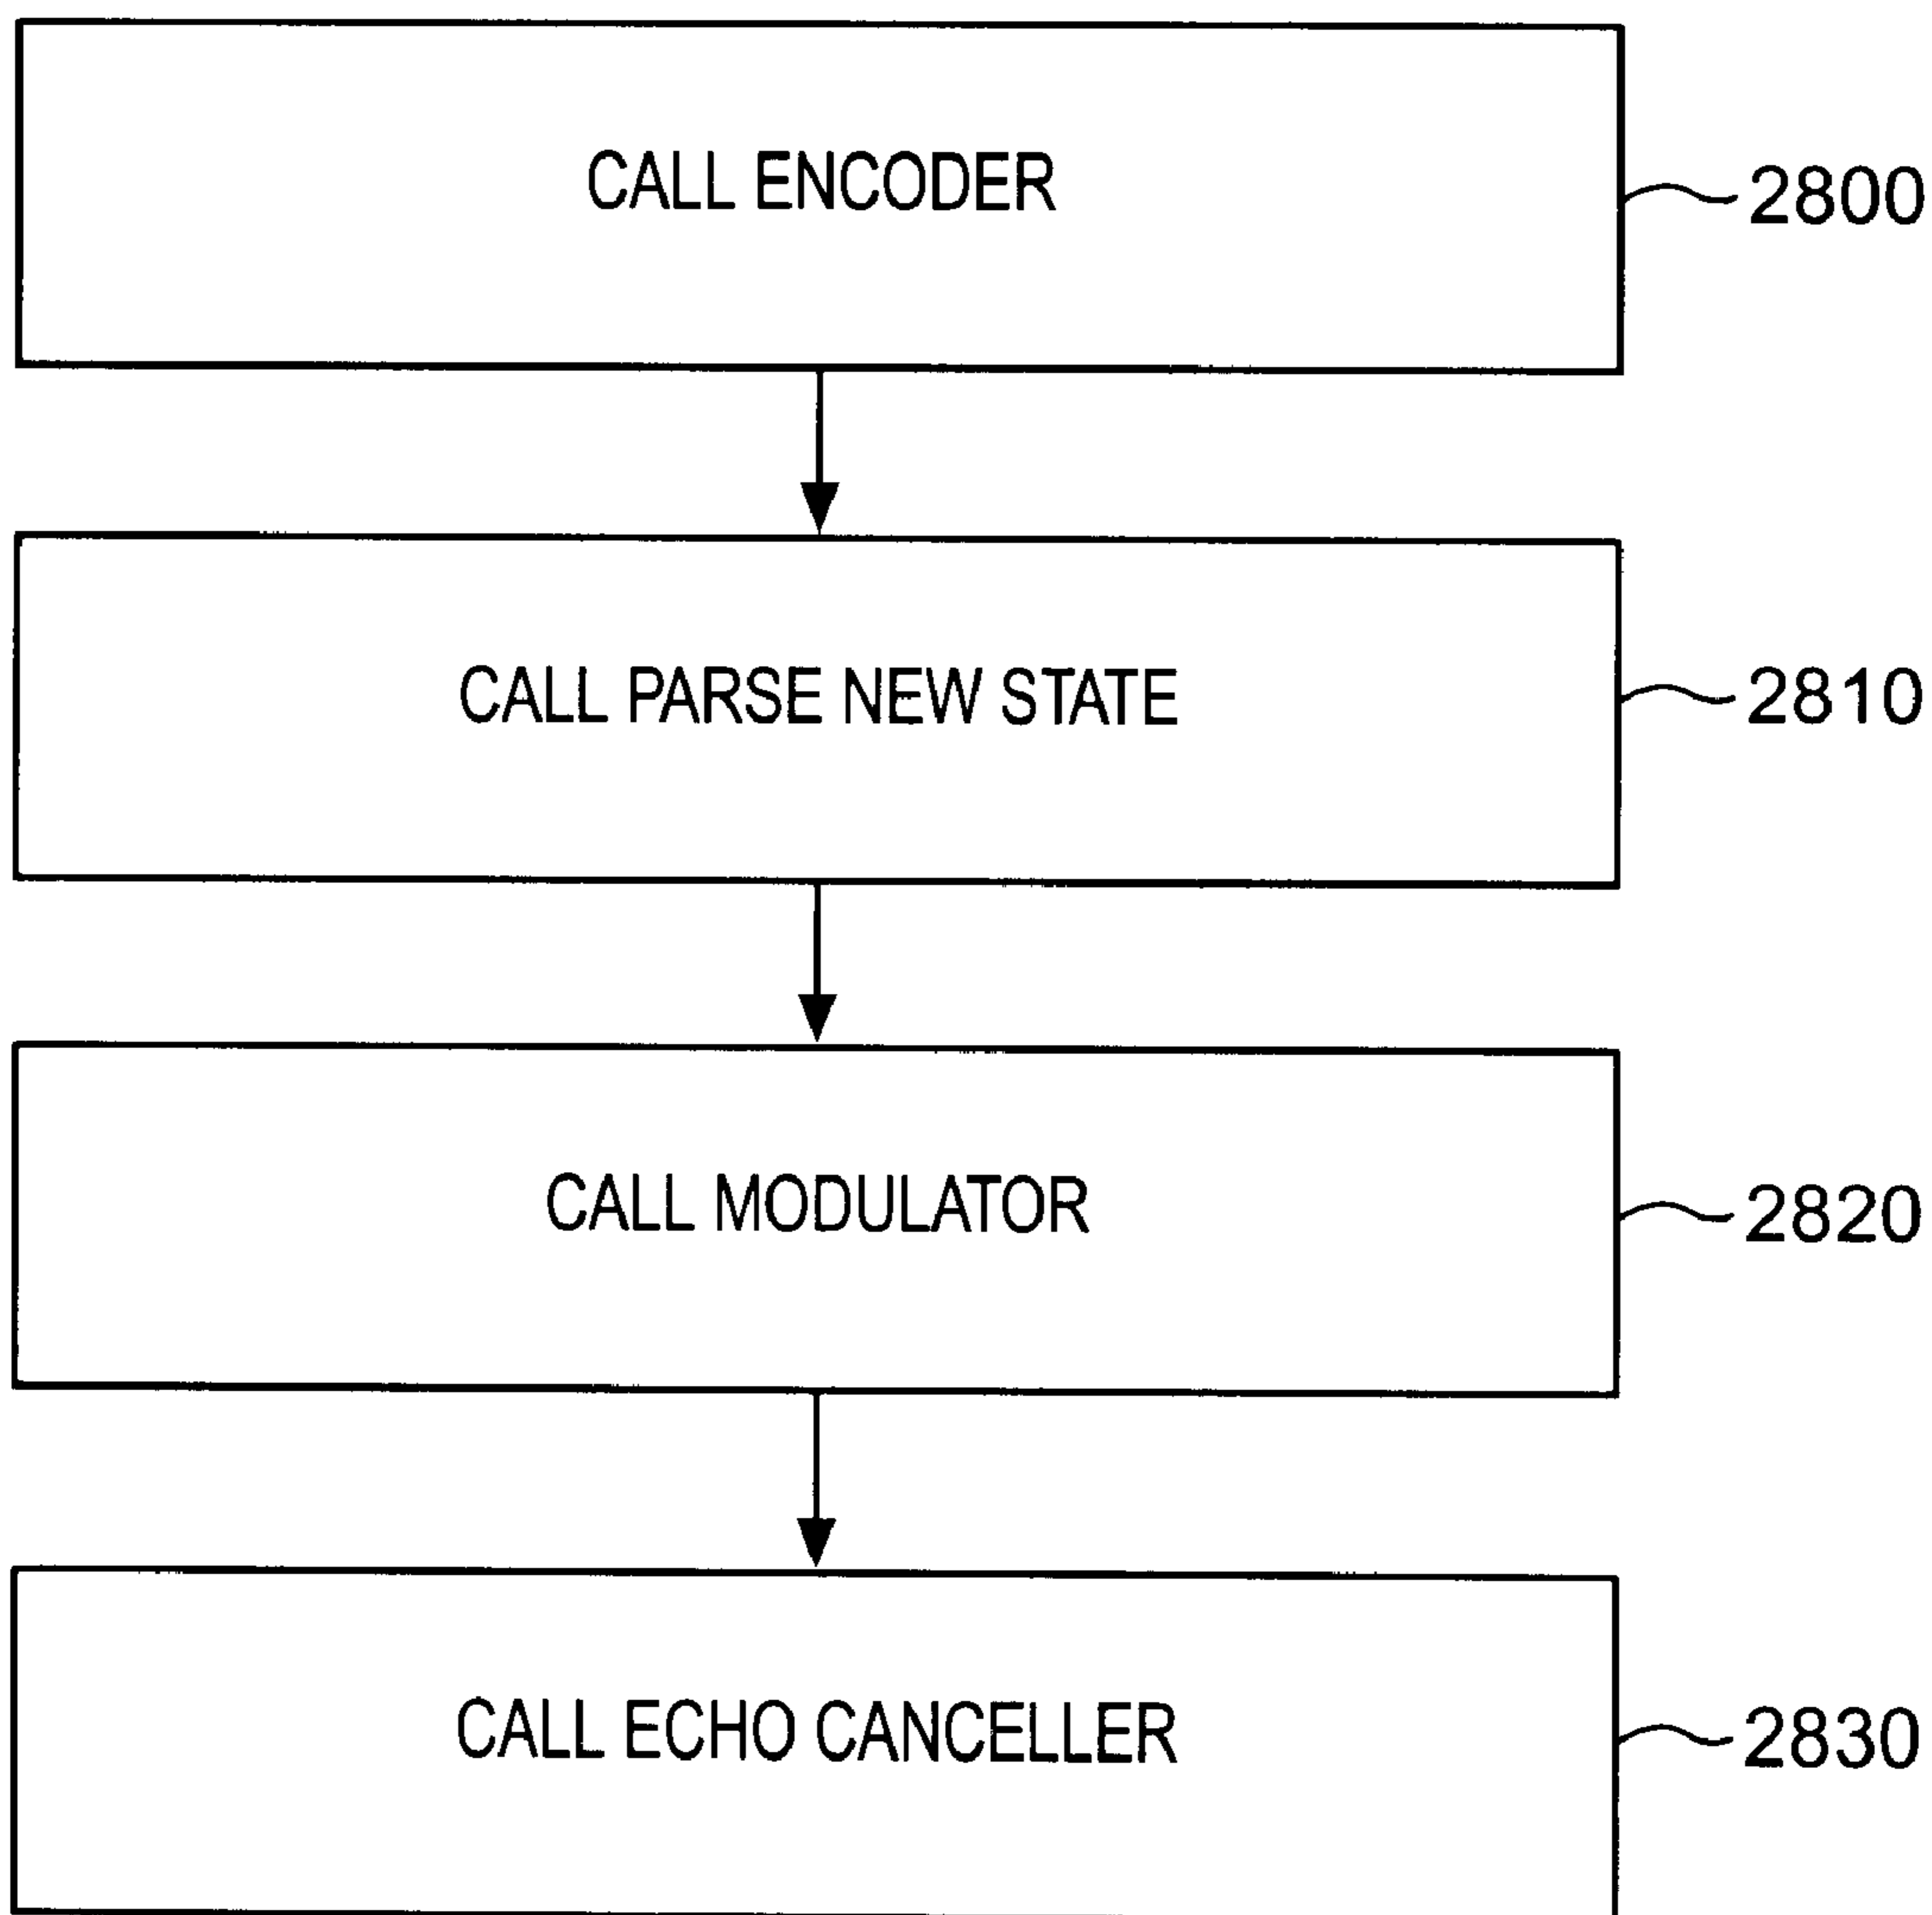 CALL ENCODER
2800
CALL PARSE NEW STATE
2810
CALL MODULATOR
2820
CALL ECHO CANCELLER
2830